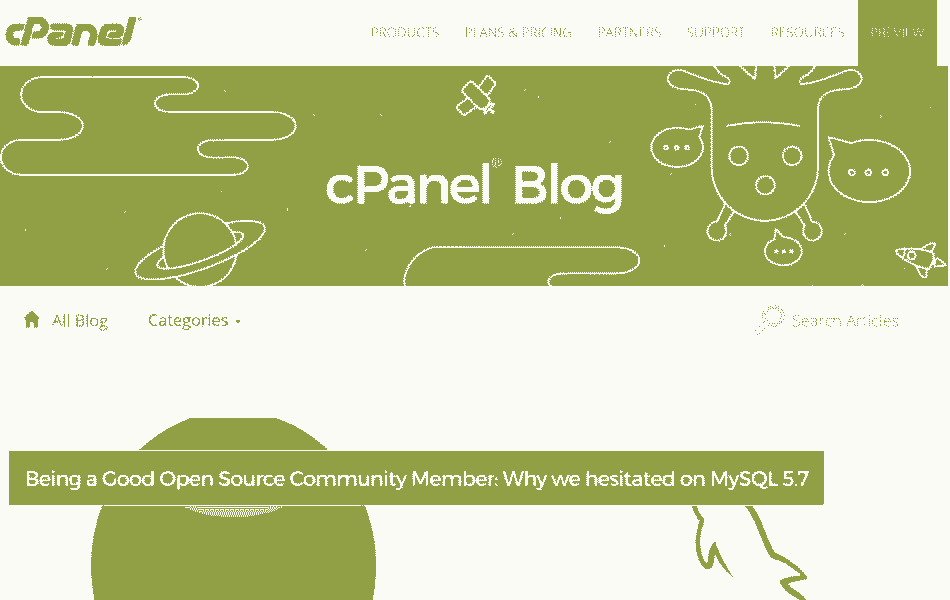 cPanel®
PRODUCTS PLANS & PRICING PARTNERS SUPPORT RESOURCES PREVIEW
cPanel® Blog
All Blog Categories Search Articles
Being a Good Open Source Community Member: Why we hesitated on MySQL 5.7